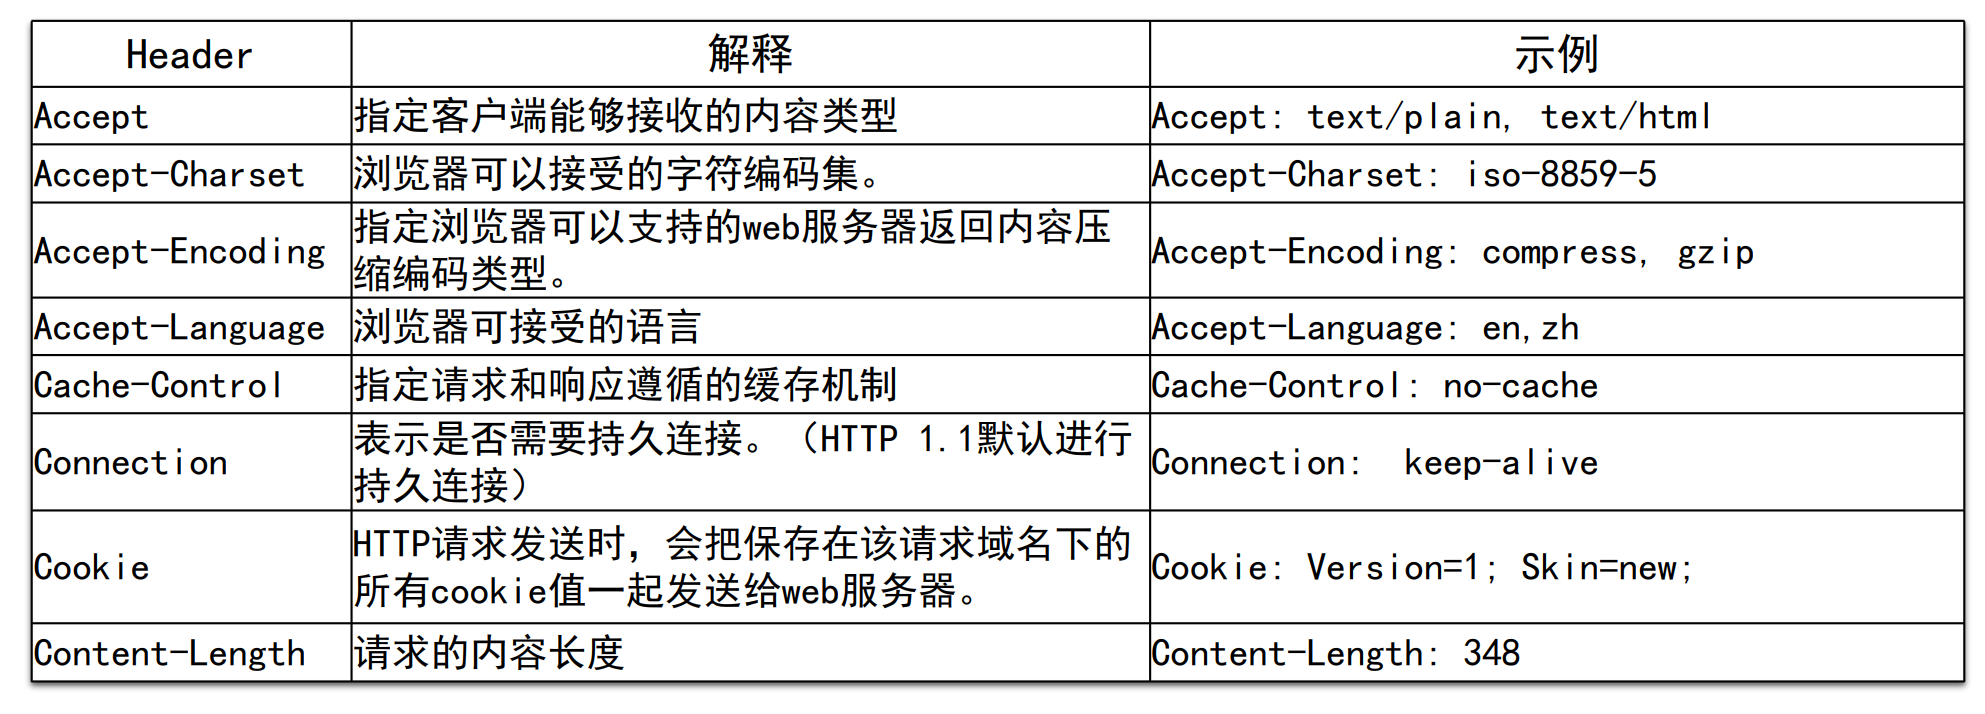 Header 解释 示例
Accept 指定客户端能够接收的内容类型 Accept: text/plain, text/html
Accept-Charset 浏览器可以接受的字符编码集。 Accept-Charset: iso-8859-5
Accept-Encoding 指定浏览器可以支持的web服务器返回内容压
缩编码类型。 Accept-Encoding: compress, gzip
Accept-Language 浏览器可接受的语言 Accept-Language: en,zh
Cache-Control 指定请求和响应遵循的缓存机制 Cache-Control: no-cache
Connection 表示是否需要持久连接。（HTTP 1.1默认进行
持久连接） Connection: keep-alive
Cookie HTTP请求发送时，会把保存在该请求域名下的
所有cookie值一起发送给web服务器。 Cookie: Version=1; Skin=new;
Content-Length 请求的内容长度 Content-Length: 348